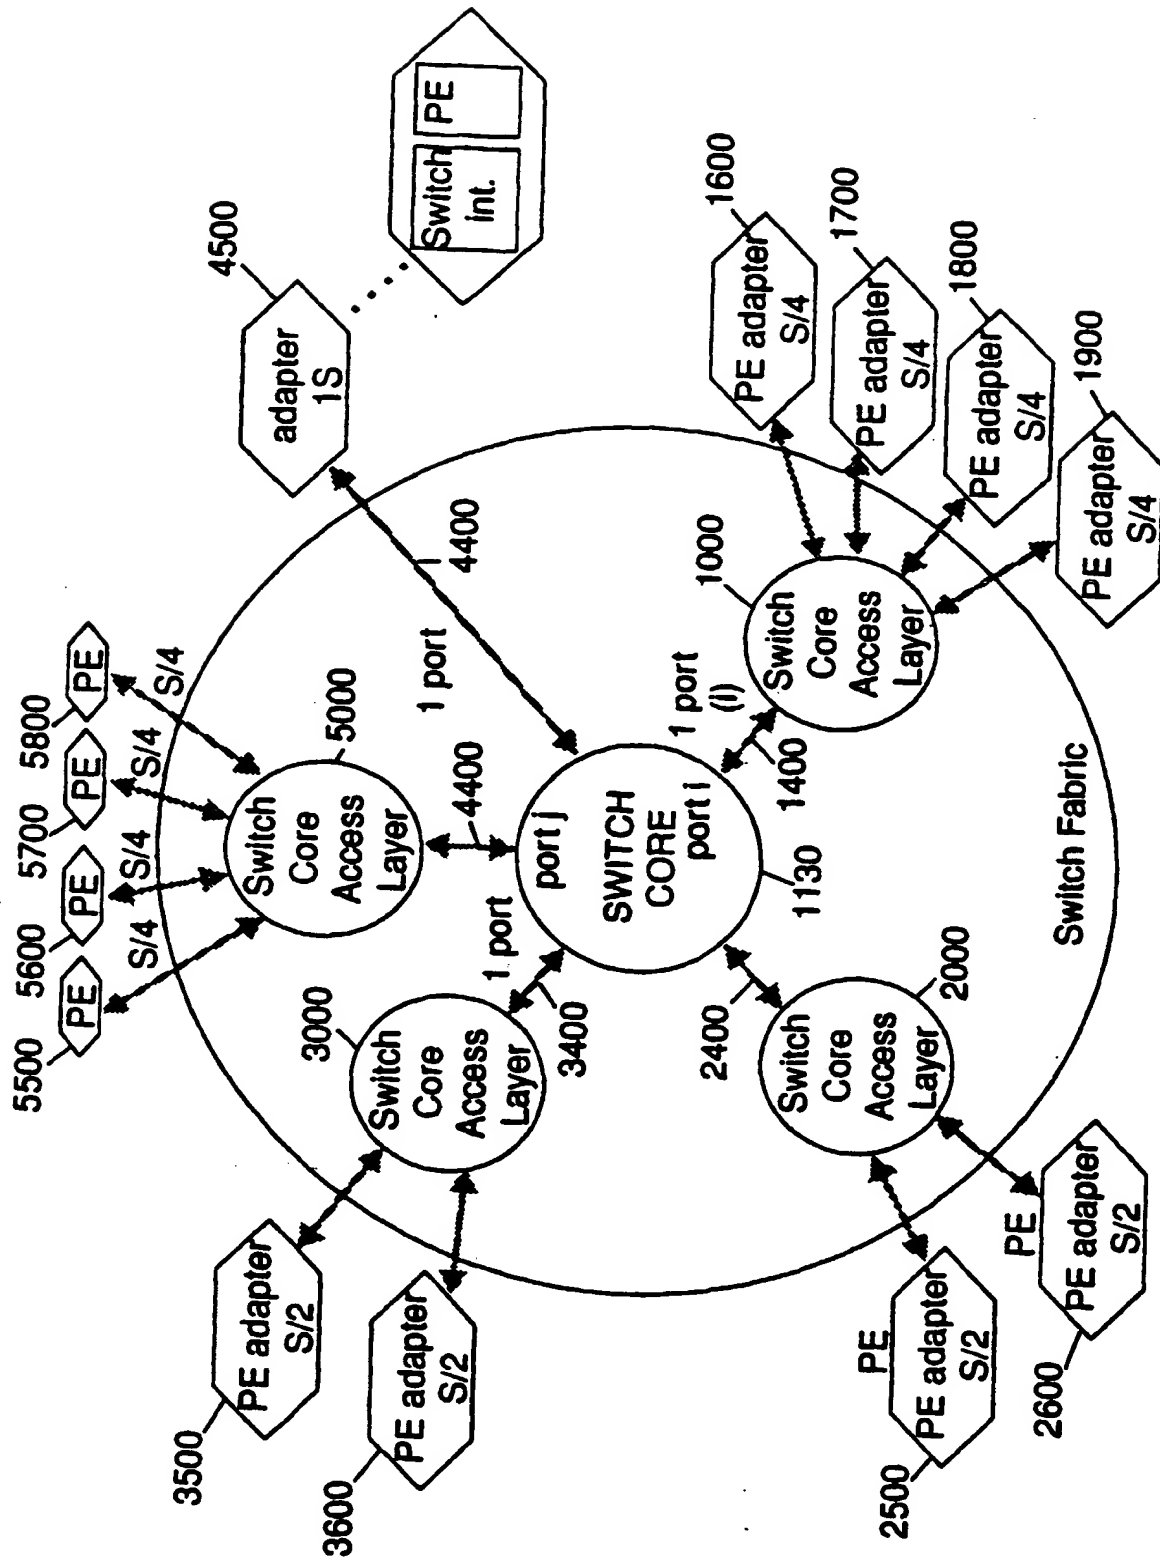 5500
5600
5700
5800
PE
PE
PE
PE
S/4
S/4
S/4
S/4
3500
PE adapter
S/2
3600
PE adapter
S/2
3000
Switch
Core
Access
Layer
3400
1 port
5000
Switch
Core
Access
Layer
4400
1 port
4400
4500
adapter
1S
Switch
int.
PE
port j
SWITCH
CORE
port i
1130
1 port
(i)
1400
1000
Switch
Core
Access
Layer
1600
PE adapter
S/4
1700
PE adapter
S/4
1800
PE adapter
S/4
1900
PE adapter
S/4
2400
2000
Switch
Core
Access
Layer
2500
PE
PE adapter
S/2
2600
PE
PE adapter
S/2
Switch Fabric